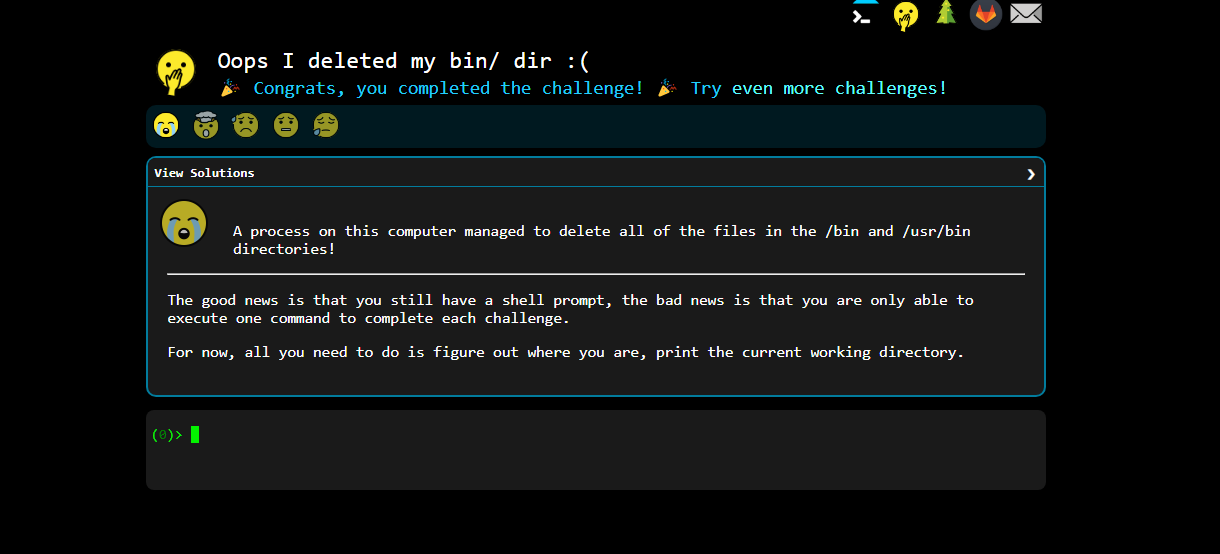 Oops I deleted my bin/ dir :(
🎉 Congrats, you completed the challenge! 🎉 Try even more challenges!
View Solutions
A process on this computer managed to delete all of the files in the /bin and /usr/bin
directories!
The good news is that you still have a shell prompt, the bad news is that you are only able to
execute one command to complete each challenge.
For now, all you need to do is figure out where you are, print the current working directory.
(0)>